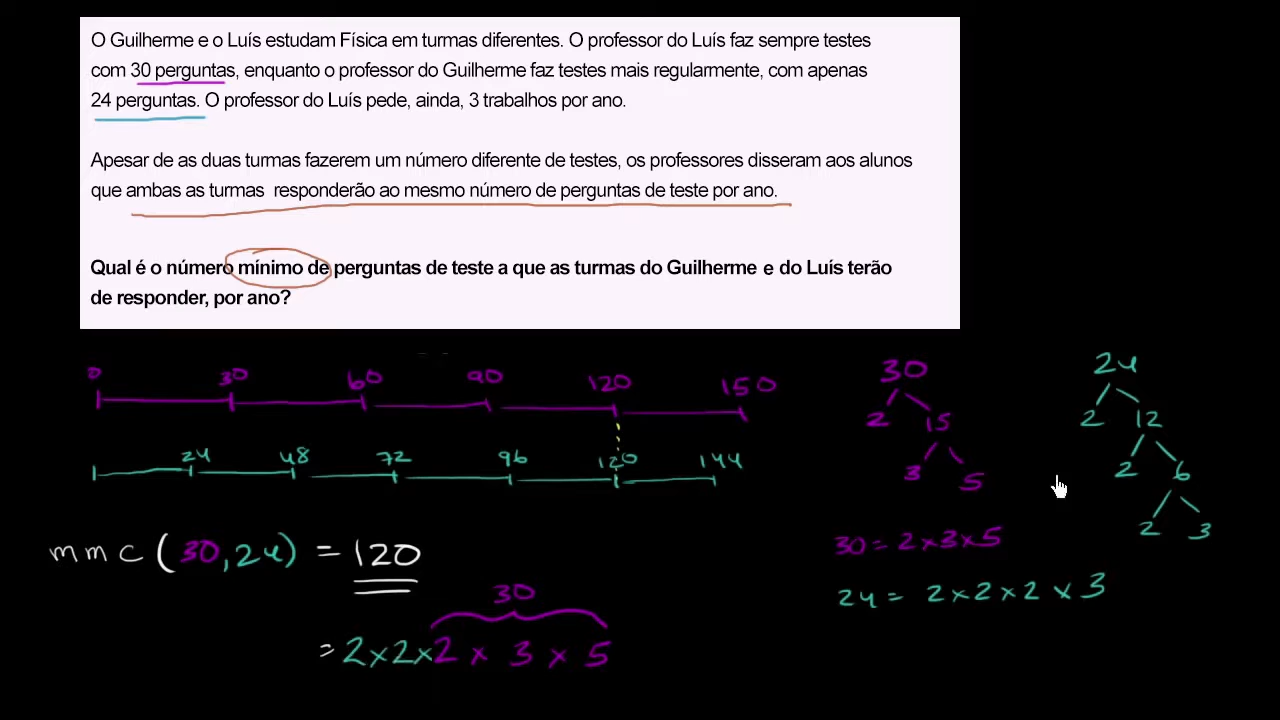 O Guilherme e o Luís estudam Física em turmas diferentes. O professor do Luís faz sempre testes
com 30 perguntas, enquanto o professor do Guilherme faz testes mais regularmente, com apenas
24 perguntas. O professor do Luís pede, ainda, 3 trabalhos por ano.
Apesar de as duas turmas fazerem um número diferente de testes, os professores disseram aos alunos
que ambas as turmas responderão ao mesmo número de perguntas de teste por ano.
Qual é o número mínimo de perguntas de teste a que as turmas do Guilherme e do Luís terão
de responder, por ano?
0 30 60 90 120 150
24 48 72 96 120 144
mmc (30,24) = 120
30
= 2×2×2 × 3 × 5
30
2 15
3 5
24
2 12
2 6
2 3
30 = 2×3×5
24 = 2×2×2×3